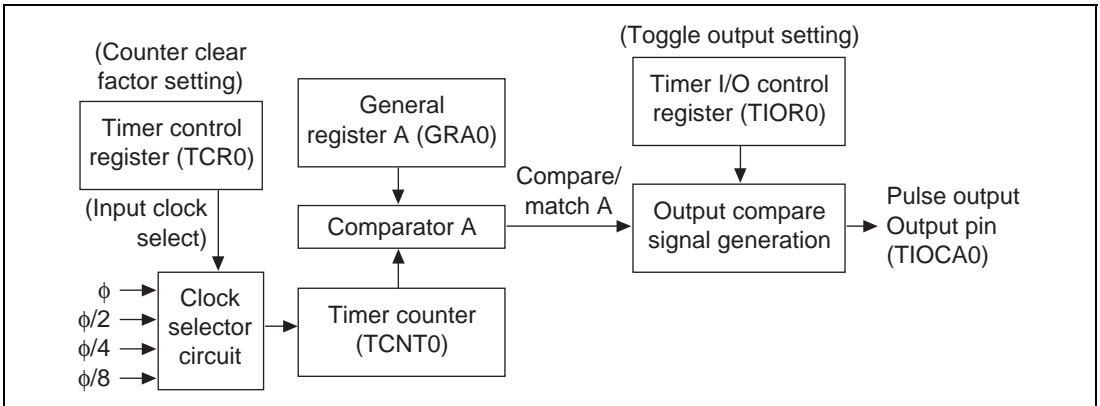 (Counter clear
factor setting)
Timer control
register (TCR0)
(Input clock
select)
ϕ
ϕ/2
ϕ/4
ϕ/8
Clock
selector
circuit
General
register A (GRA0)
Comparator A
Timer counter
(TCNT0)
Compare/
match A
(Toggle output setting)
Timer I/O control
register (TIOR0)
Output compare
signal generation
Pulse output
Output pin
(TIOCA0)